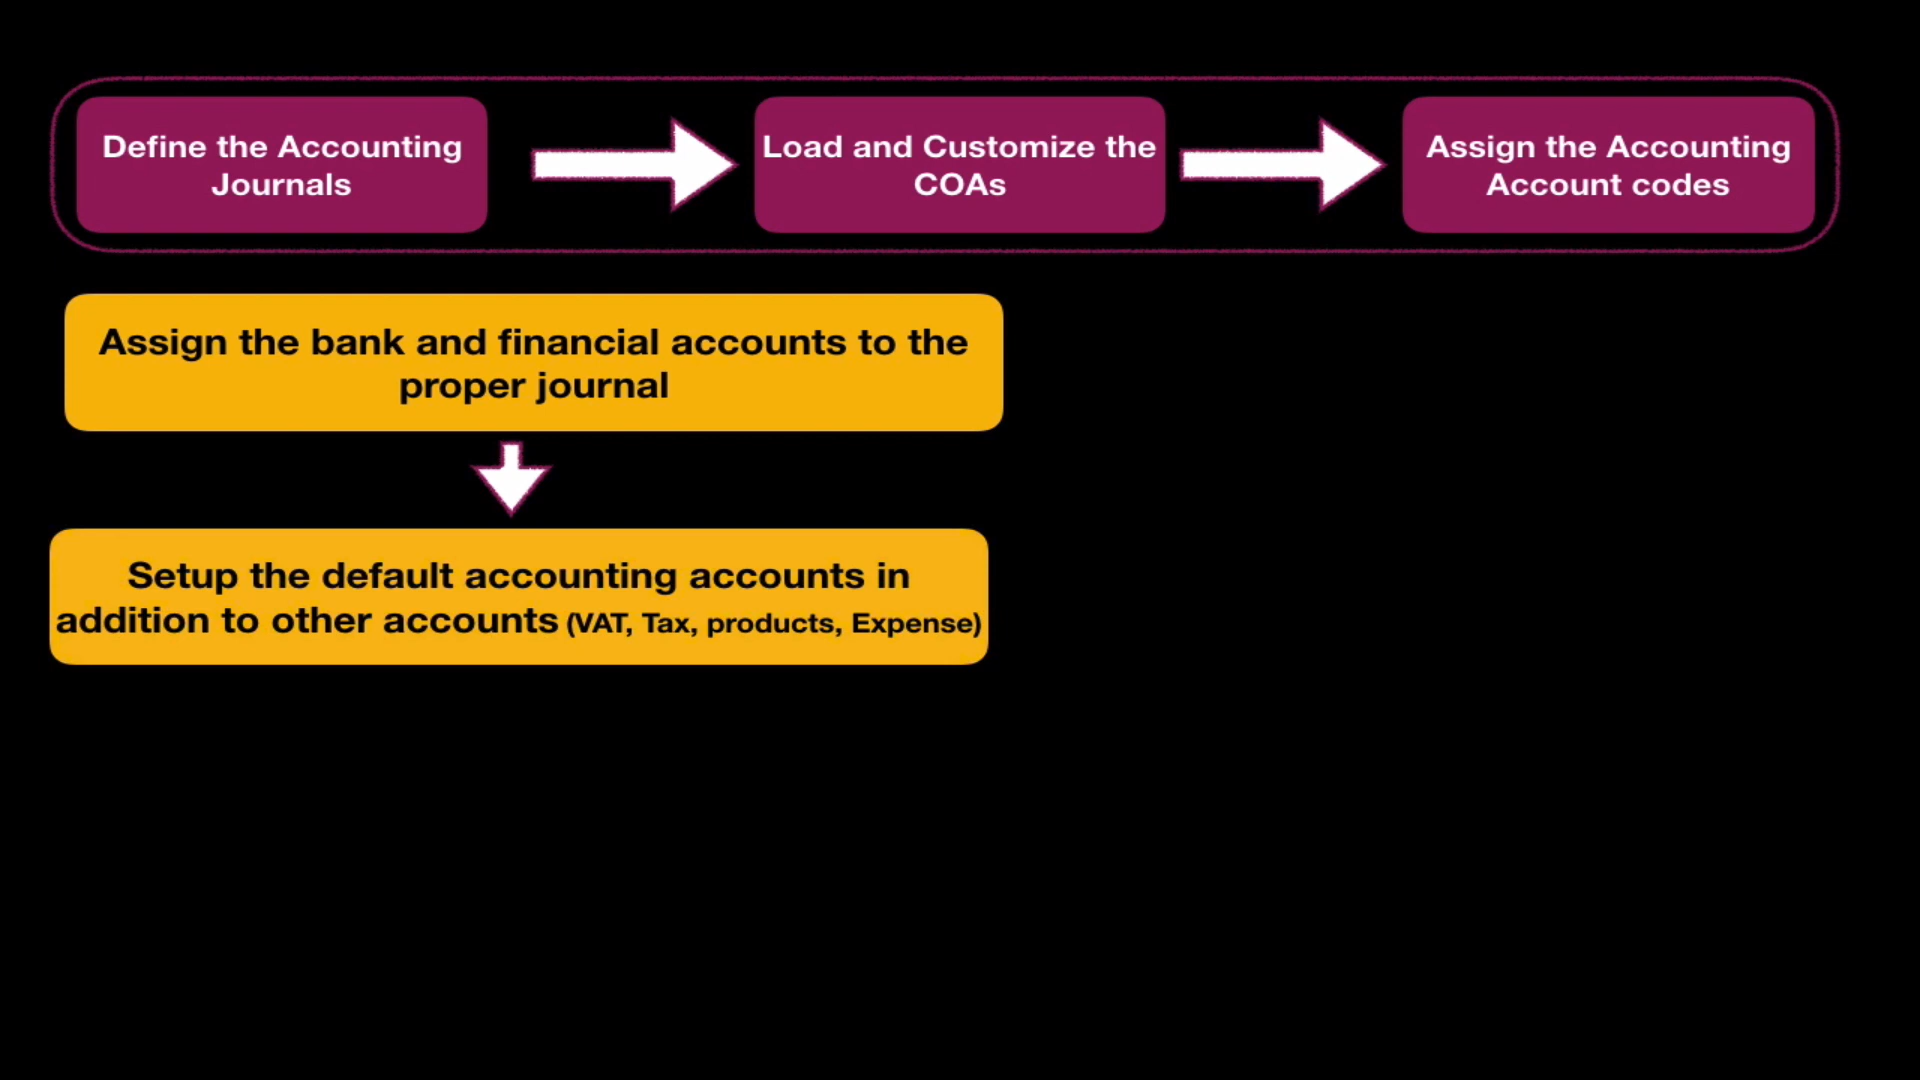 Define the Accounting
Journals
Load and Customize the
COAs
Assign the Accounting
Account codes
Assign the bank and financial accounts to the
proper journal
Setup the default accounting accounts in
addition to other accounts (VAT, Tax, products, Expense)